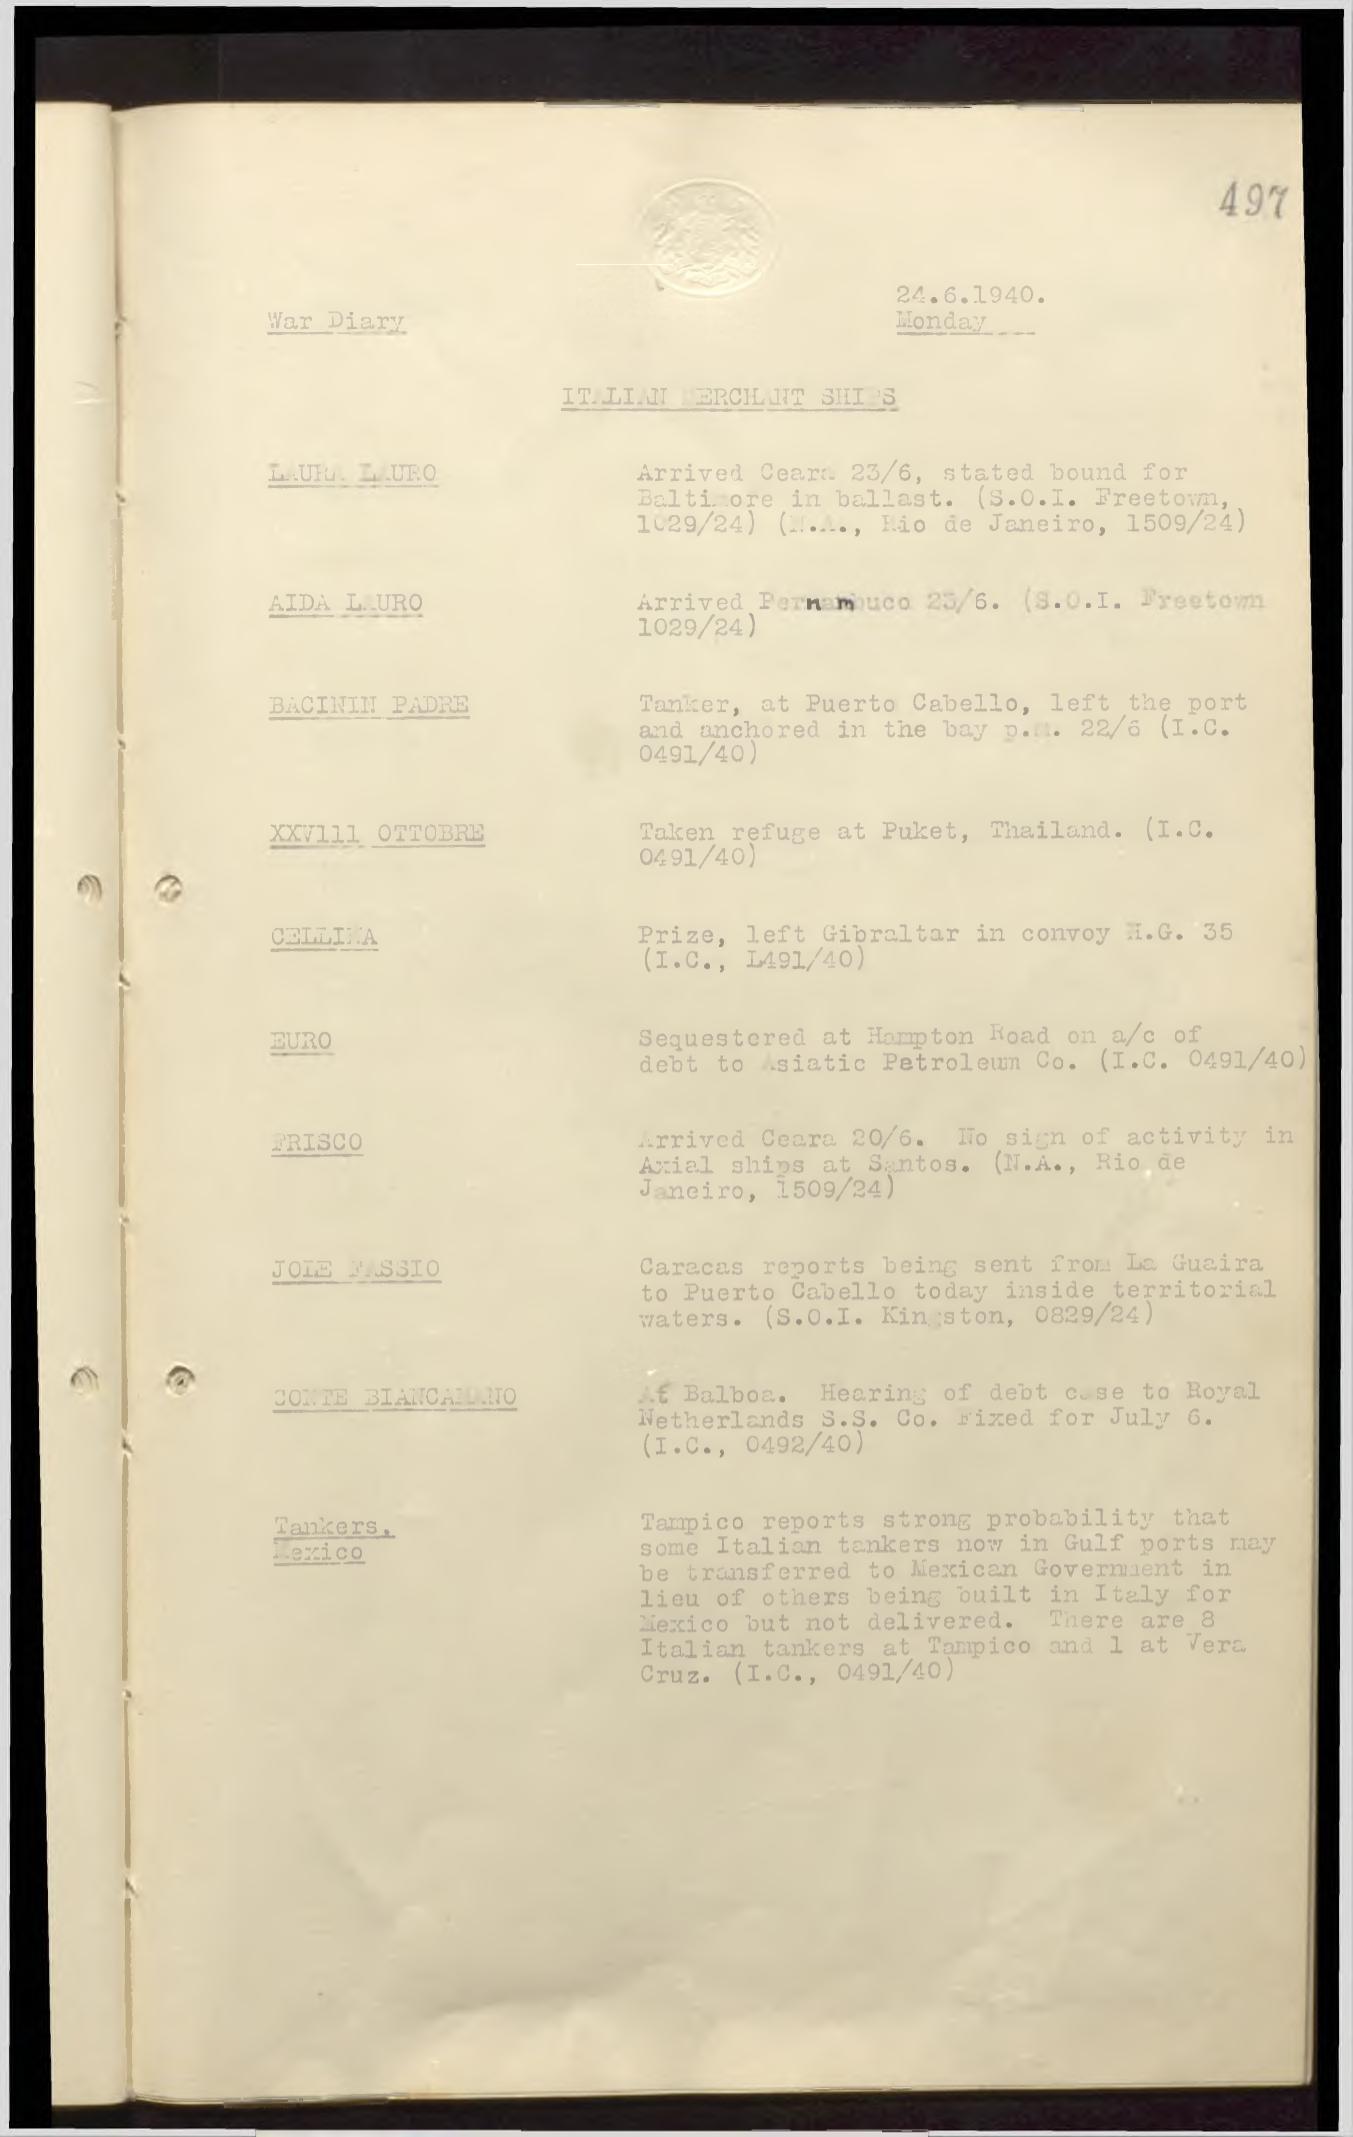 497
24.6.1940.
War Diary
Monday
ITALIAN MERCHANT SHIPS
LAURA LAURO
Arrived Ceara 23/6, stated bound for
Baltimore in ballast. (S.O.I. Freetown,
1029/24) (N.A., Rio de Janeiro, 1509/24)
AIDA LAURO
Arrived Pernambuco 23/6. (S.O.I. Freetown
1029/24)
BACININ PADRE
Tanker, at Puerto Cabello, left the port
and anchored in the bay p.m. 22/6 (I.C.
0491/40)
XXVlll OTTOBRE
Taken refuge at Puket, Thailand. (I.C.
0491/40)
CELLINA
Prize, left Gibraltar in convoy H.G. 35
(I.C., L491/40)
EURO
Sequestered at Hampton Road on a/c of
debt to Asiatic Petroleum Co. (I.C. 0491/40)
FRISCO
Arrived Ceara 20/6. No sign of activity in
Axial ships at Santos. (N.A., Rio de
Janeiro, 1509/24)
JOLE FASSIO
Caracas reports being sent from La Guaira
to Puerto Cabello today inside territorial
waters. (S.O.I. Kingston, 0829/24)
CONTE BIANCAMANO
At Balboa. Hearing of debt case to Royal
Netherlands S.S. Co. Fixed for July 6.
(I.C., 0492/40)
Tankers,
Mexico
Tampico reports strong probability that
some Italian tankers now in Gulf ports may
be transferred to Mexican Government in
lieu of others being built in Italy for
Mexico but not delivered. There are 8
Italian tankers at Tampico and 1 at Vera
Cruz. (I.C., 0491/40)